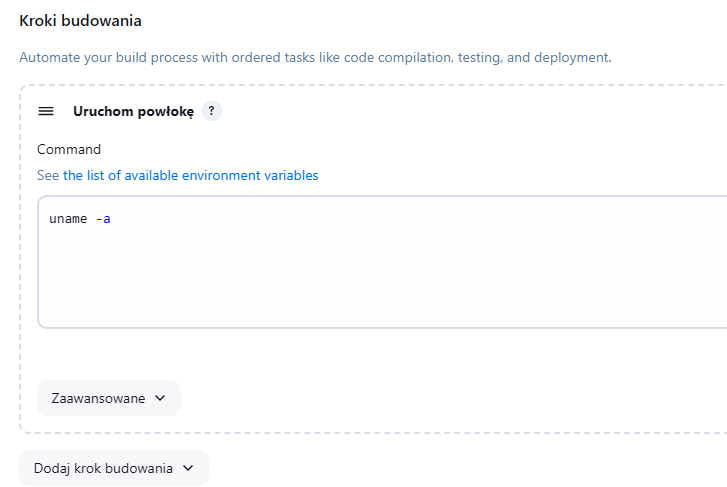 Kroki budowania
Automate your build process with ordered tasks like code compilation, testing, and deployment.
Uruchom powłokę ?
Command
See the list of available environment variables
uname -a
Zaawansowane
Dodaj krok budowania